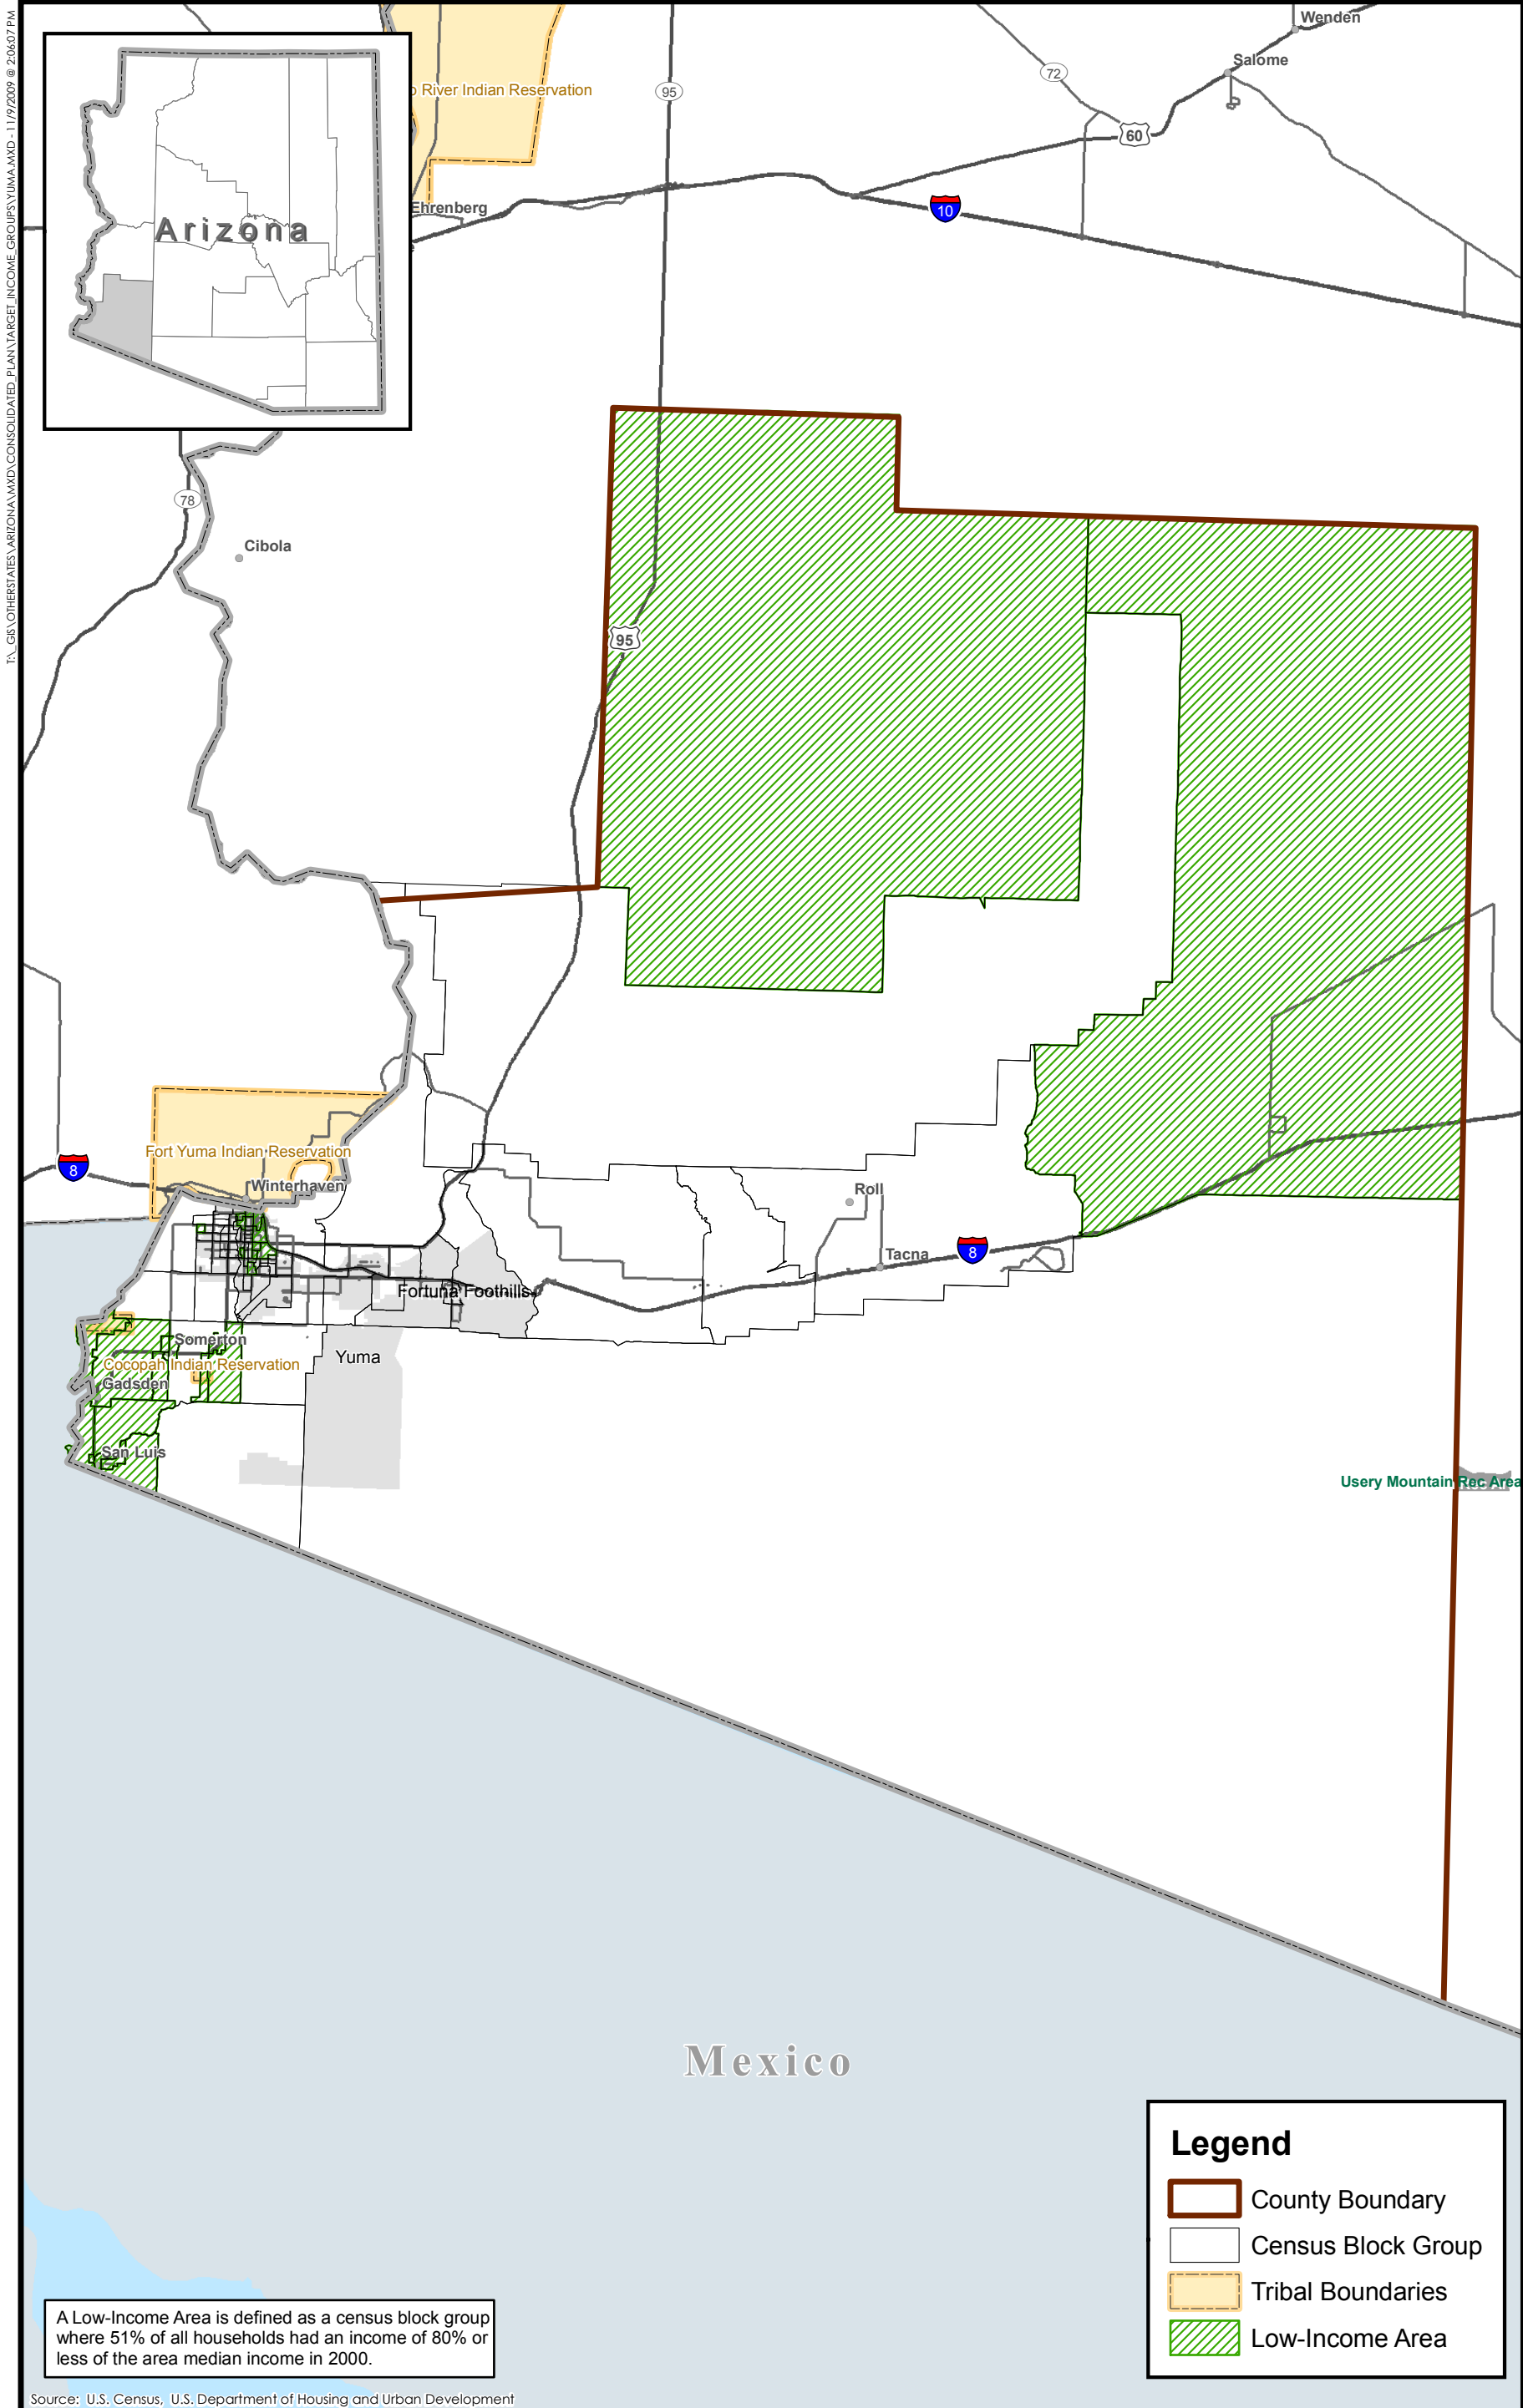 T:\_GIS\OTHERSTATES\ARIZONA\MXD\CONSOLIDATED_PLAN\TARGET_INCOME_GROUPS\YUMA.MXD - 11/9/2009 @ 2:06:07 PM
Wenden
Salome
72
60
95
o River Indian Reservation
Ehrenberg
10
Arizona
78
Cibola
95
Fort Yuma Indian Reservation
8
Winterhaven
Roll
Tacna
8
Fortuna Foothills
Somerton
Yuma
Cocopah Indian Reservation
Gadsden
San Luis
Usery Mountain Rec Area
Mexico
Legend
County Boundary
Census Block Group
Tribal Boundaries
Low-Income Area
A Low-Income Area is defined as a census block group
where 51% of all households had an income of 80% or
less of the area median income in 2000.
Source: U.S. Census, U.S. Department of Housing and Urban Development